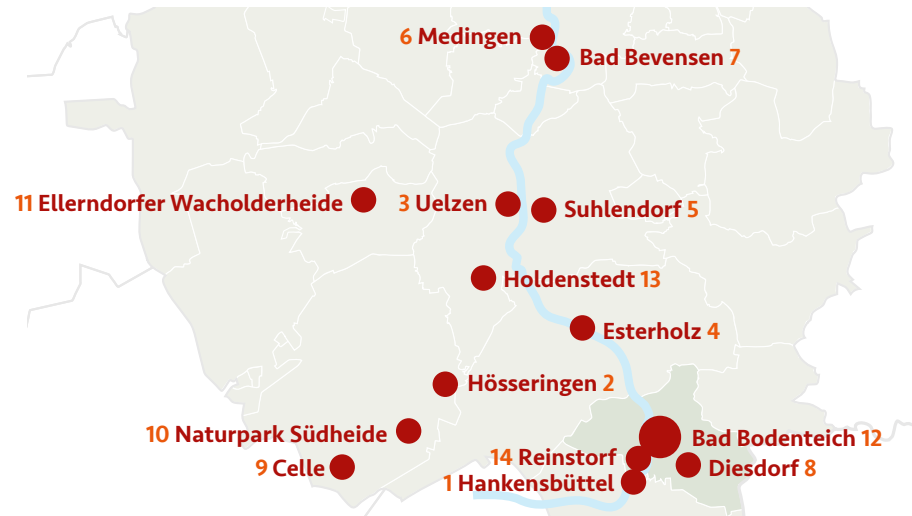 6 Medingen
Bad Bevensen 7
11 Ellerndorfer Wacholderheide
3 Uelzen
Suhlendorf 5
Holdenstedt 13
Esterholz 4
Hösseringen 2
10 Naturpark Südheide
Bad Bodenteich 12
14 Reinstorf
9 Celle
Diesdorf 8
1 Hankensbüttel